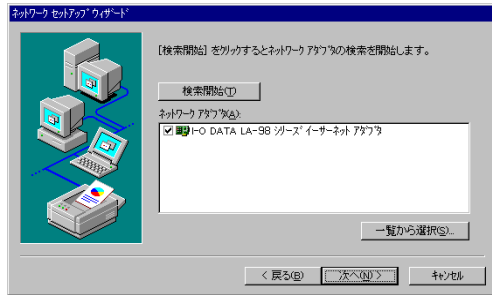 ネットワーク セットアップ ウィザード
[検索開始] をクリックするとネットワーク アダプタの検索を開始します。
検索開始(T)
ネットワーク アダプタ(A):
I-O DATA LA-98 シリーズ イーサーネット アダプタ
一覧から選択(S)...
< 戻る(B)
次へ(N) >
キャンセル